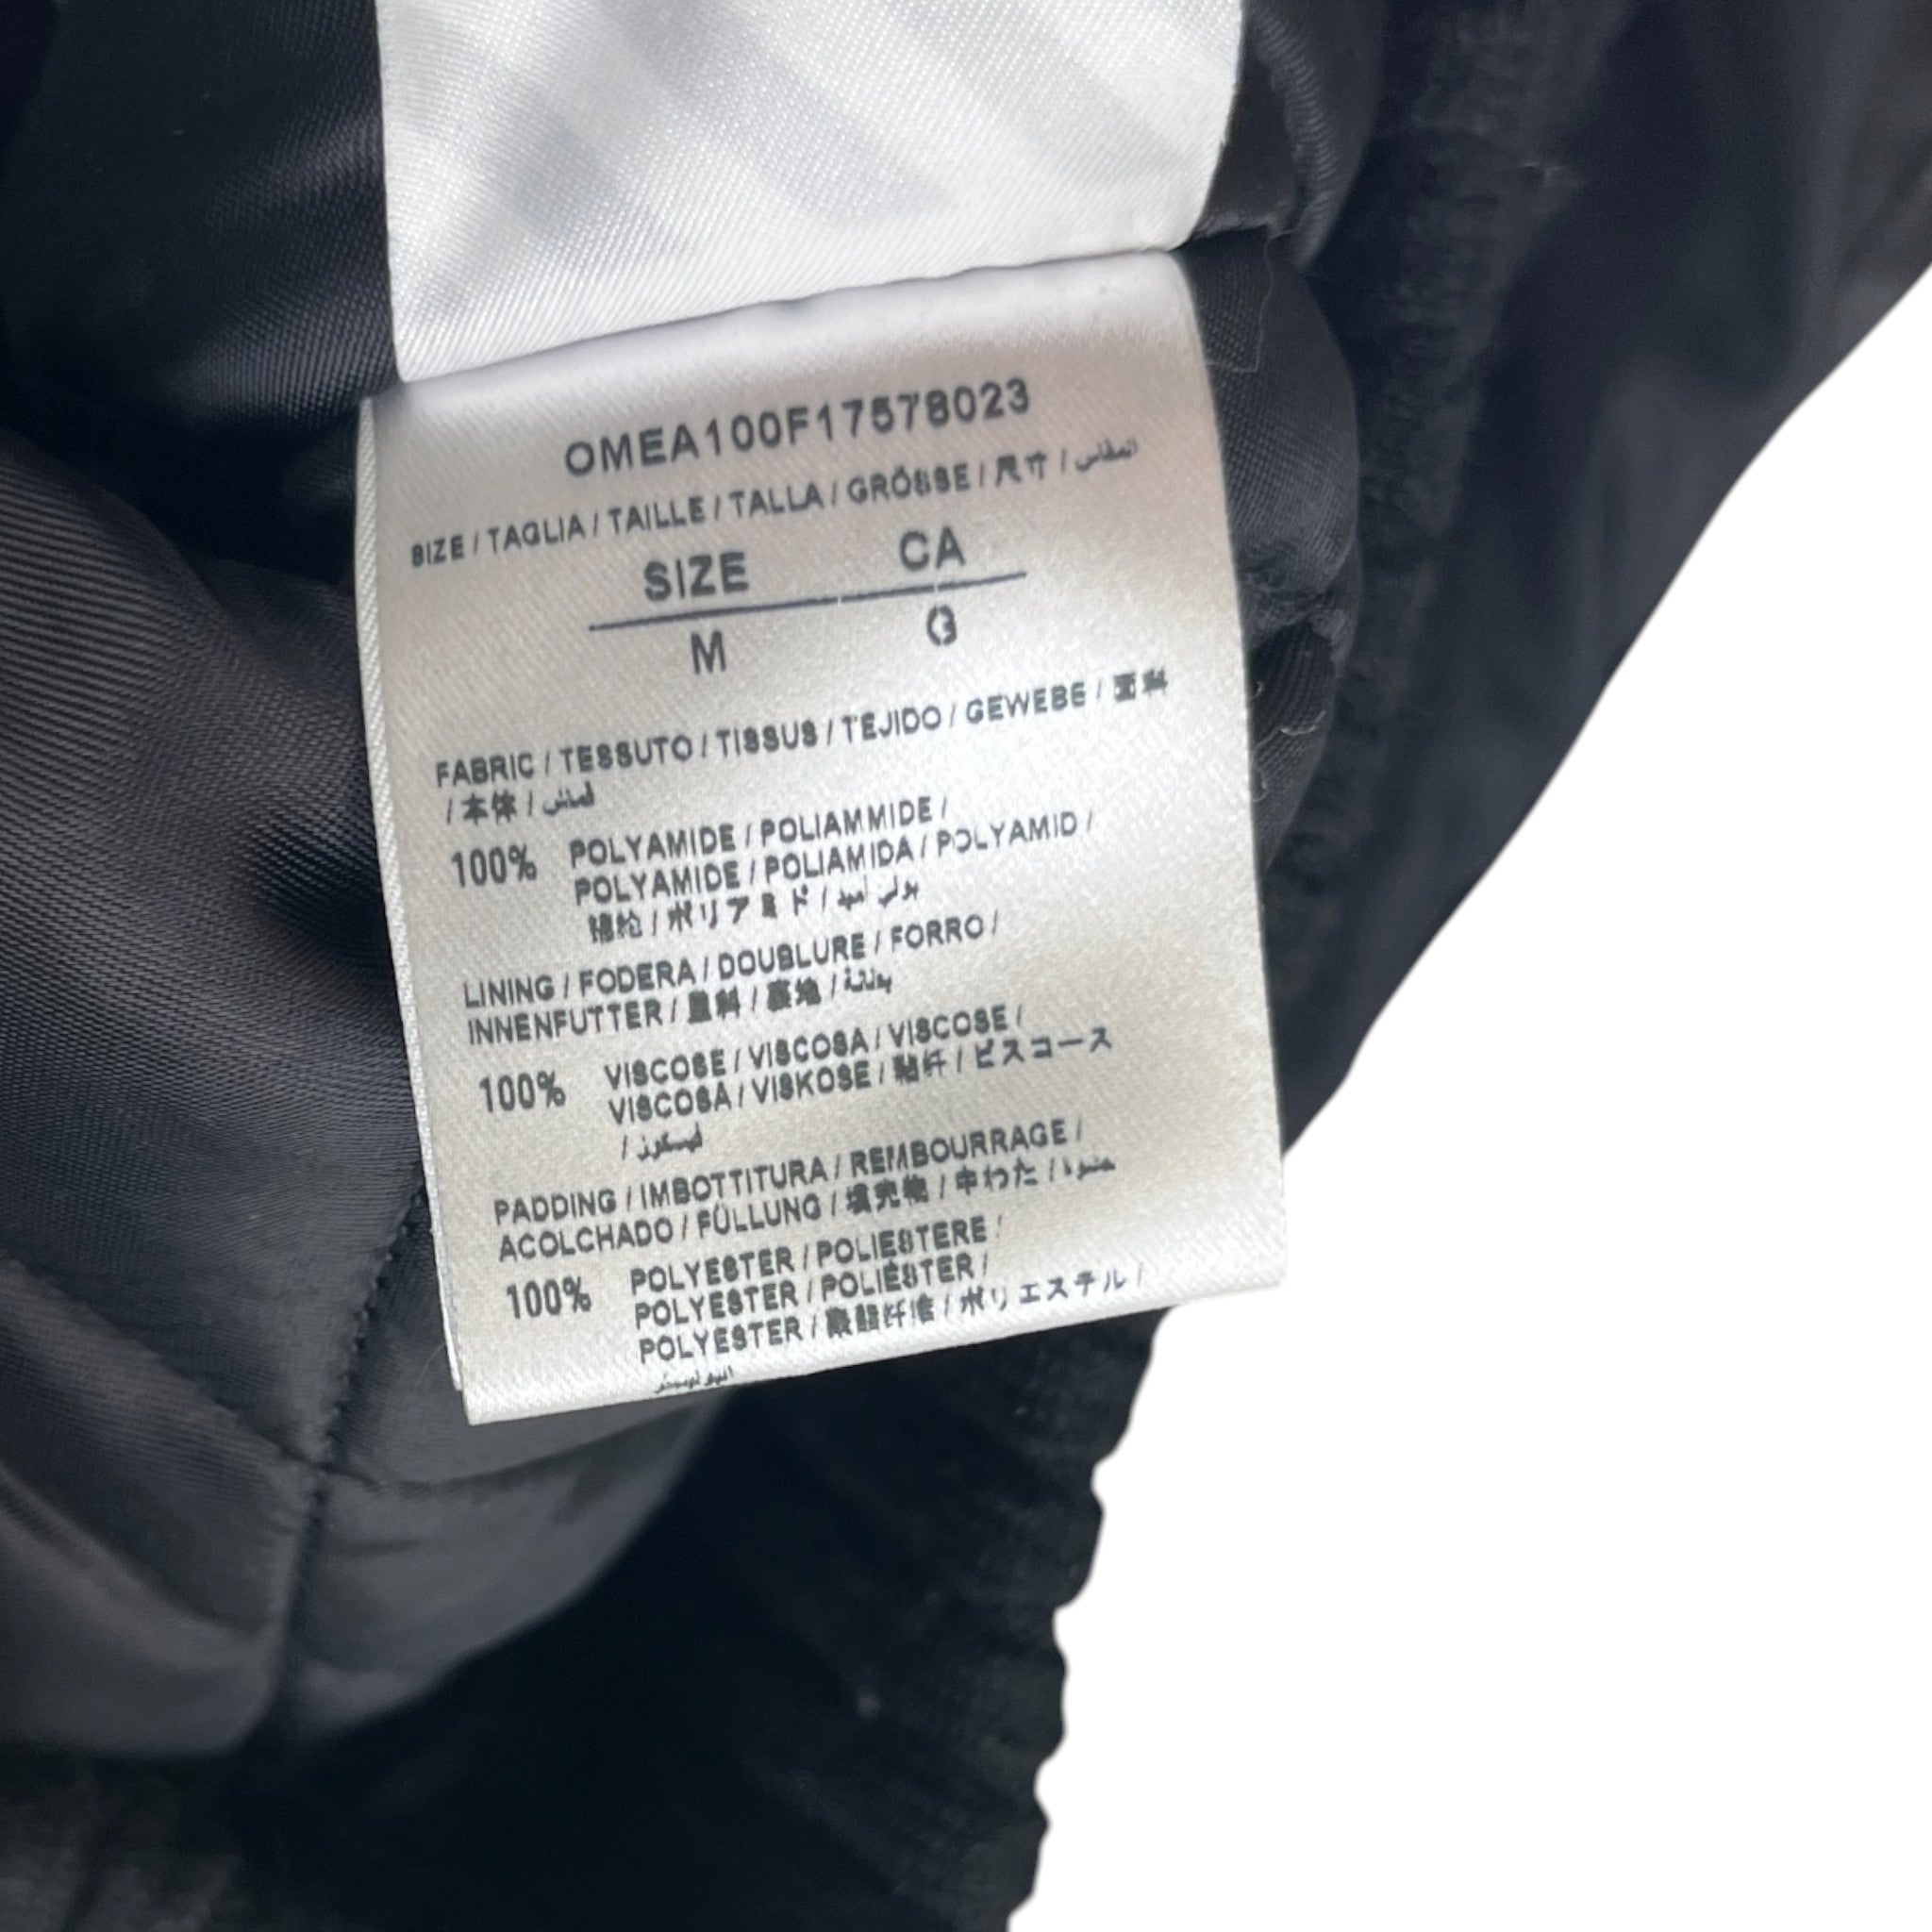 OMEA100F17578023
SIZE / TAGLIA / TAILLE / TALLA / GRÖSSE / 尺寸 / المقاس
SIZE CA
M G
FABRIC / TESSUTO / TISSUS / TEJIDO / GEWEBE / 面料
/ 本体 / قماش
100% POLYAMIDE / POLIAMMIDE /
POLYAMIDE / POLIAMIDA / POLYAMID /
锦纶 / ポリアミド / بولي أميد
LINING / FODERA / DOUBLURE / FORRO /
INNENFUTTER / 里料 / 裏地 / بطانة
100% VISCOSE / VISCOSA / VISCOSE /
VISCOSA / VISKOSE / 黏纤 / ビスコース
/ فيسكوز
PADDING / IMBOTTITURA / REMBOURRAGE /
ACOLCHADO / FÜLLUNG / 填充物 / 中わた / حشوة
100% POLYESTER / POLIESTERE /
POLYESTER / POLIÉSTER /
POLYESTER / 聚酯纤维 / ポリエステル /